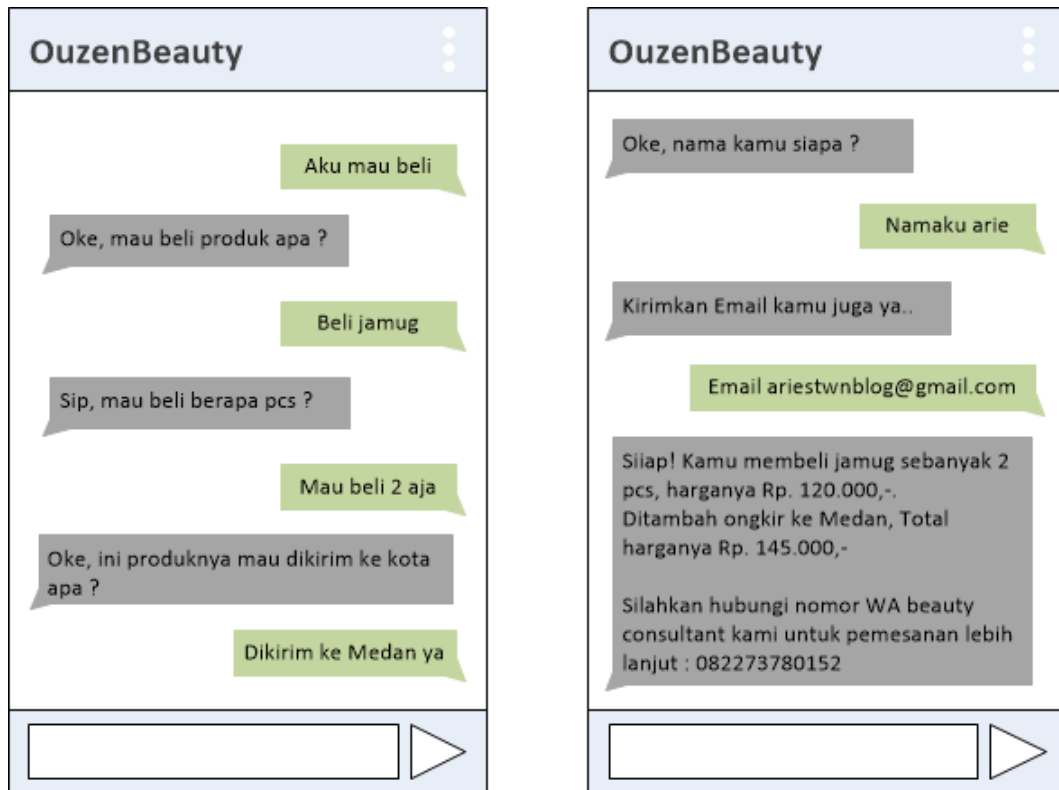 OuzenBeauty
Aku mau beli
Oke, mau beli produk apa ?
Beli jamug
Sip, mau beli berapa pcs ?
Mau beli 2 aja
Oke, ini produknya mau dikirim ke kota
apa ?
Dikirim ke Medan ya
OuzenBeauty
Oke, nama kamu siapa ?
Namaku arie
Kirimkan Email kamu juga ya..
Email ariestwnblog@gmail.com
Siiap! Kamu membeli jamug sebanyak 2
pcs, harganya Rp. 120.000,-.
Ditambah ongkir ke Medan, Total
harganya Rp. 145.000,-
Silahkan hubungi nomor WA beauty
consultant kami untuk pemesanan lebih
lanjut : 082273780152